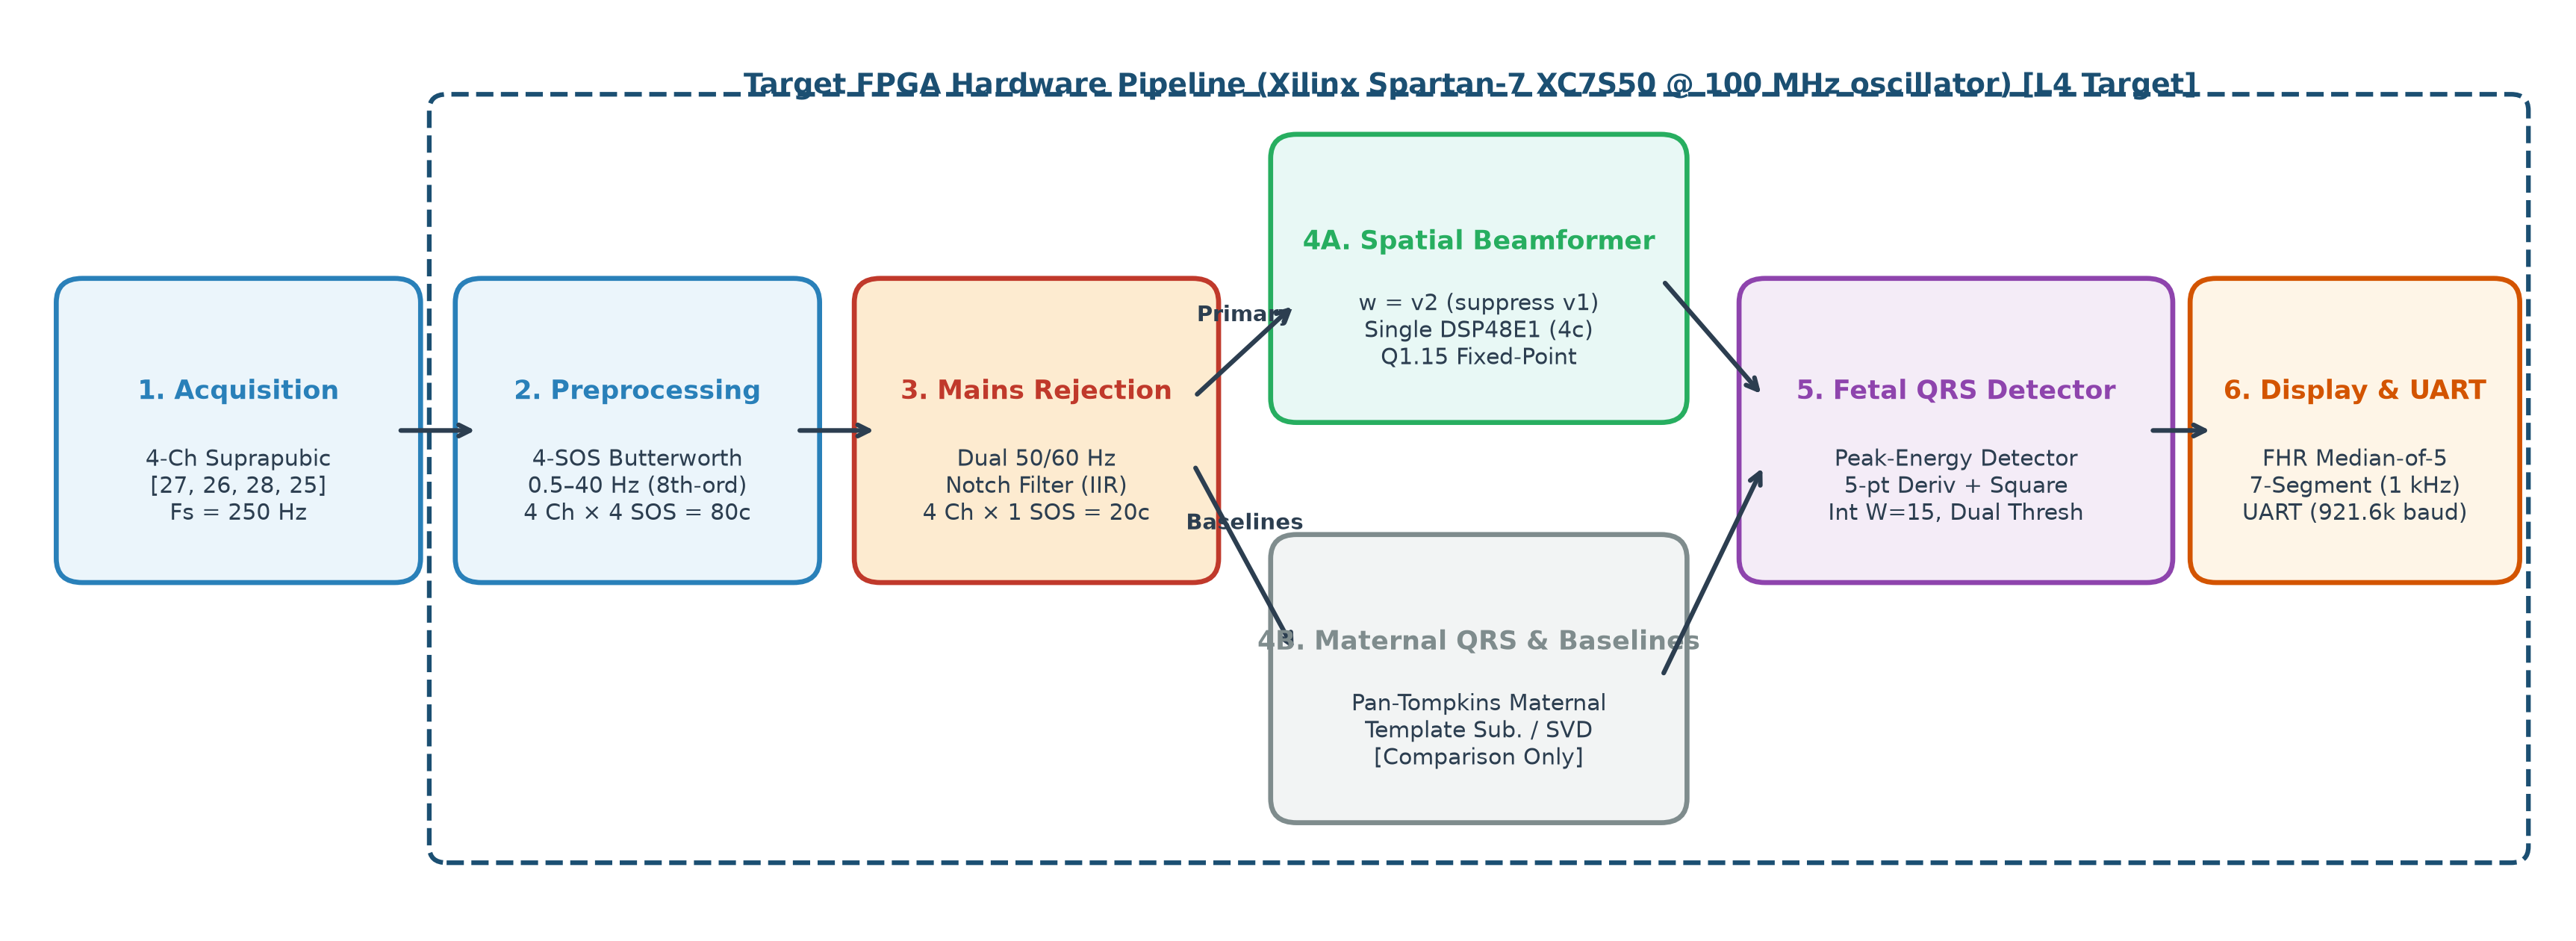 Target FPGA Hardware Pipeline (Xilinx Spartan-7 XC7S50 @ 100 MHz oscillator) [L4 Target]
1. Acquisition
4-Ch Suprapubic
[27, 26, 28, 25]
Fs = 250 Hz
2. Preprocessing
4-SOS Butterworth
0.5–40 Hz (8th-ord)
4 Ch × 4 SOS = 80c
3. Mains Rejection
Dual 50/60 Hz
Notch Filter (IIR)
4 Ch × 1 SOS = 20c
Primary
Baselines
4A. Spatial Beamformer
w = v2 (suppress v1)
Single DSP48E1 (4c)
Q1.15 Fixed-Point
4B. Maternal QRS & Baselines
Pan-Tompkins Maternal
Template Sub. / SVD
[Comparison Only]
5. Fetal QRS Detector
Peak-Energy Detector
5-pt Deriv + Square
Int W=15, Dual Thresh
6. Display & UART
FHR Median-of-5
7-Segment (1 kHz)
UART (921.6k baud)